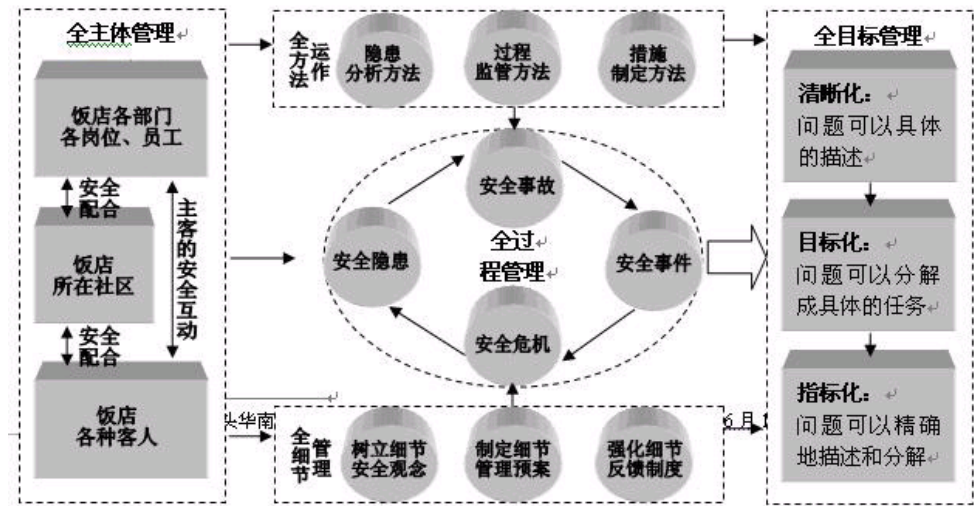 全主体管理
饭店各部门
各岗位、员工
安全
配合
主客的安全互动
饭店
所在社区
安全
配合
饭店
各种客人
全方法
运作
隐患
分析方法
过程
监管方法
措施
制定方法
安全事故
安全隐患
全过
程管理
安全事件
安全危机
头华南
6月1
全细节
管理
树立细节
安全观念
制定细节
管理预案
强化细节
反馈制度
全目标管理
清晰化：
问题可以具体
的描述
目标化：
问题可以分解
成具体的任务
指标化：
问题可以精确
地描述和分解